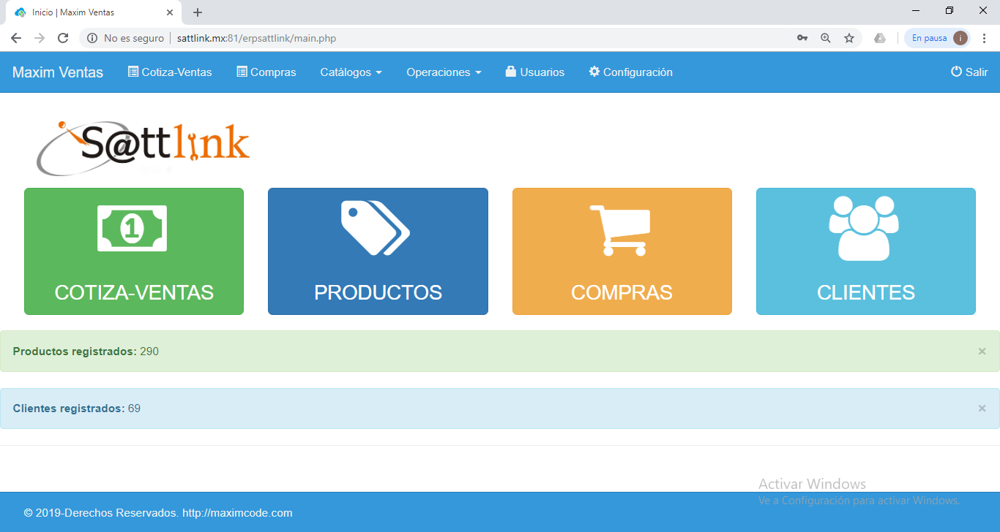 Inicio | Maxim Ventas
No es seguro | sattlink.mx:81/erpsattlink/main.php
En pausa
i
Maxim Ventas
Cotiza-Ventas
Compras
Catálogos
Operaciones
Usuarios
Configuración
Salir
S@ttlink
1
COTIZA-VENTAS
PRODUCTOS
COMPRAS
CLIENTES
Productos registrados: 290
×
Clientes registrados: 69
×
Activar Windows
Ve a Configuración para activar Windows.
© 2019-Derechos Reservados. http://maximcode.com